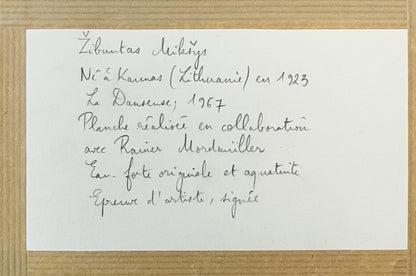 Žibuntas Mikšys
Né à Kaunas (Lithuanie) en 1923
La Danseuse, 1967
Planche réalisée en collaboration
avec Rainer Mordmüller
Eau-forte originale et aquatinte
Epreuve d'artiste, signée